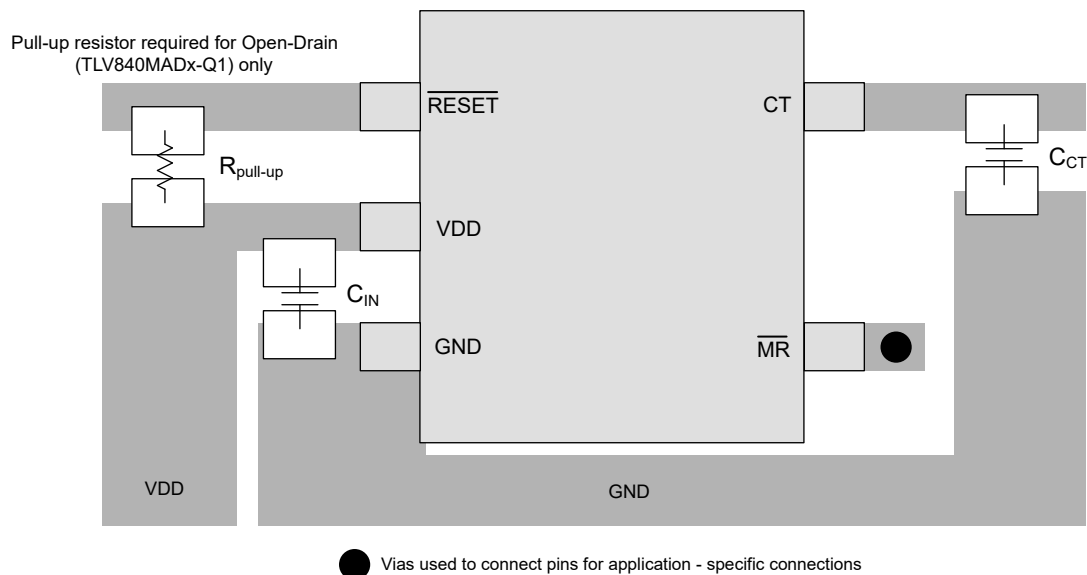 Pull-up resistor required for Open-Drain
(TLV840MADx-Q1) only
RESET
CT
Rpull-up
CCT
VDD
CIN
GND
MR
VDD
GND
Vias used to connect pins for application - specific connections